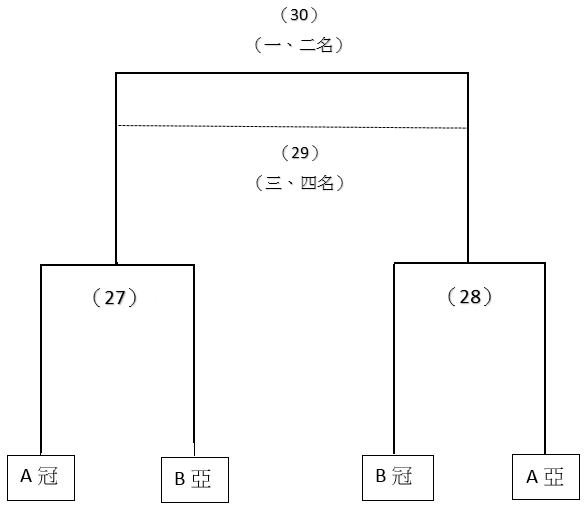 （30）
（一、二名）
（29）
（三、四名）
（27）
（28）
A 冠
B 亞
B 冠
A 亞